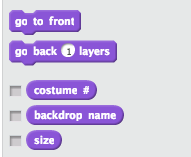 go to front
go back 1 layers
costume #
backdrop name
size